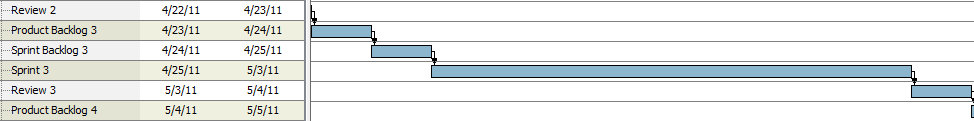 Review 2 4/22/11 4/23/11
Product Backlog 3 4/23/11 4/24/11
Sprint Backlog 3 4/24/11 4/25/11
Sprint 3 4/25/11 5/3/11
Review 3 5/3/11 5/4/11
Product Backlog 4 5/4/11 5/5/11